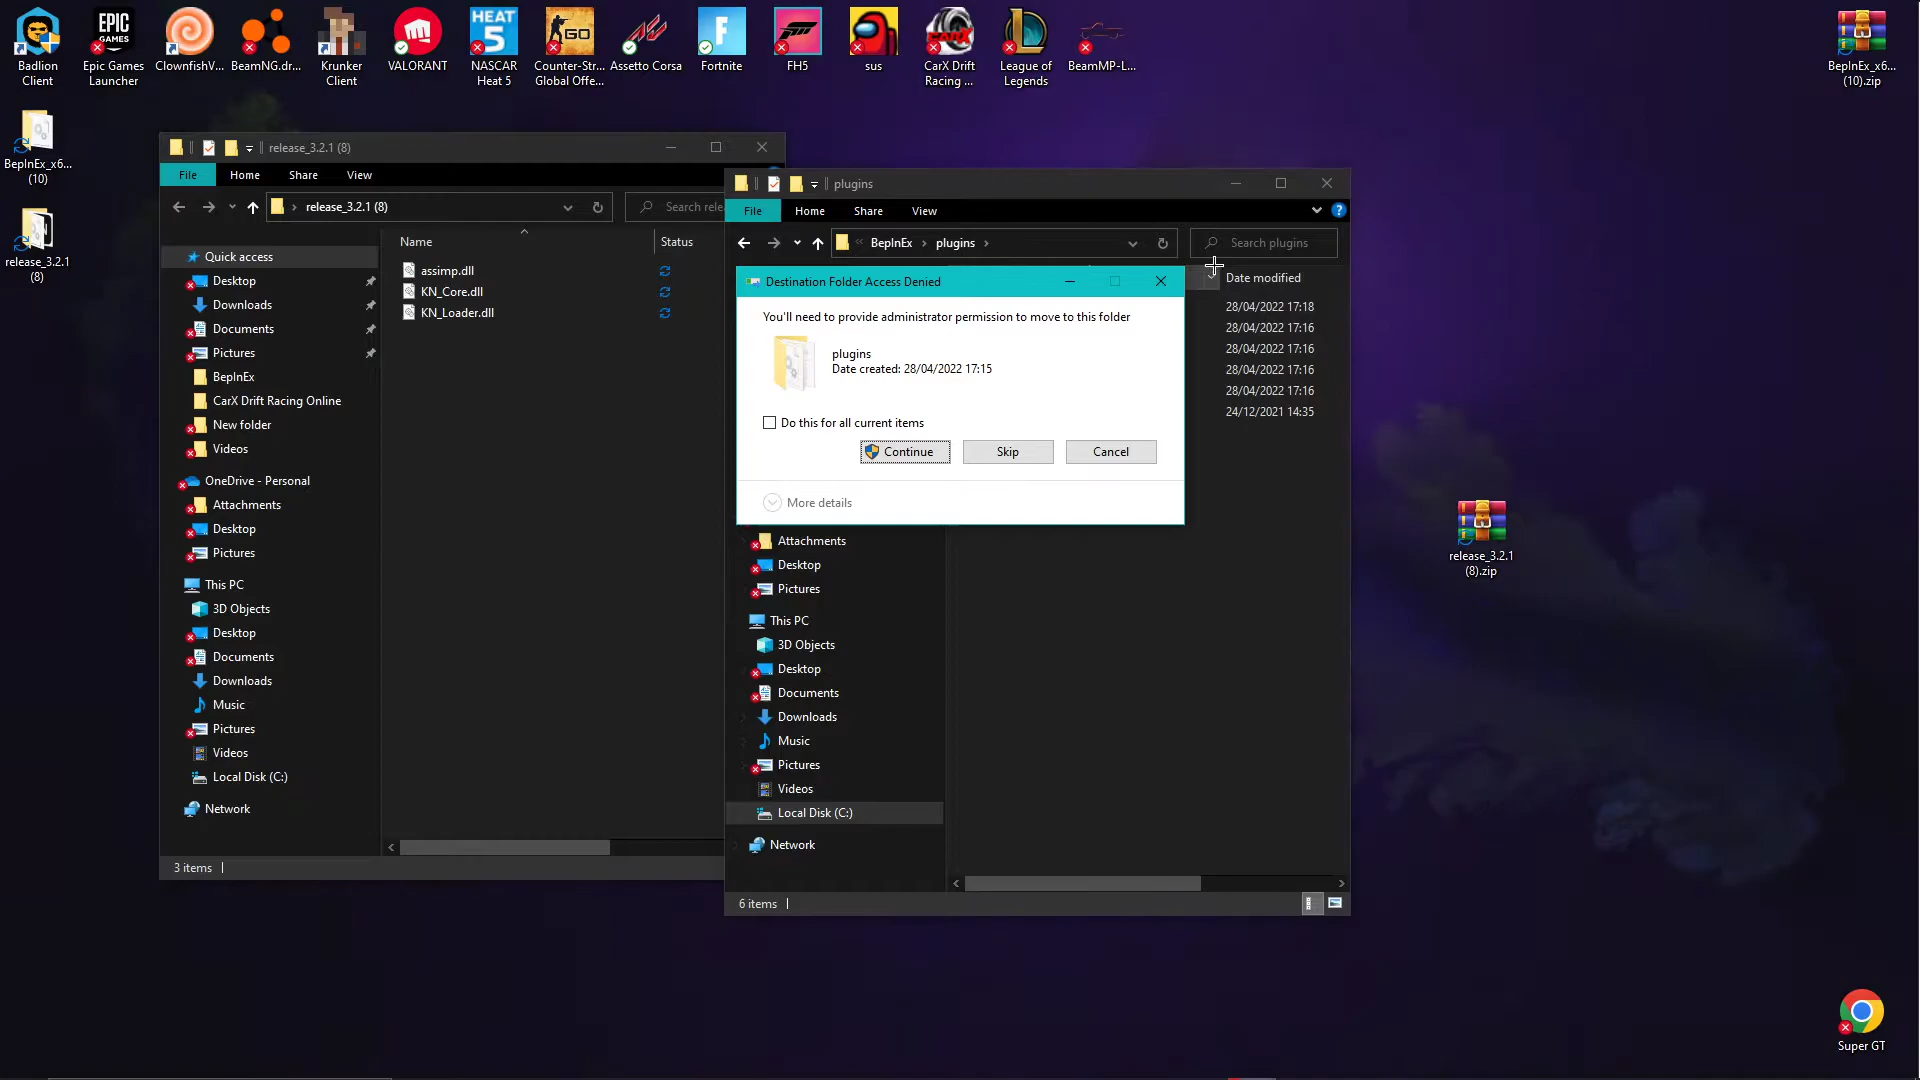 Badlion
Client
Epic Games
Launcher
ClownfishV...
BeamNG.dr...
Krunker
Client
VALORANT
NASCAR
Heat 5
Counter-Str...
Global Offe...
Assetto Corsa
Fortnite
FH5
sus
CarX Drift
Racing ...
League of
Legends
BeamMP-L...
BepInEx_x6...
(10).zip
EPIC
GAMES
HEAT
5
GO
CARX
BepInEx_x6...
(10)
release_3.2.1
(8)
release_3.2.1 (8)
File
Home
Share
View
release_3.2.1 (8)
Search rele
Name
Status
Quick access
Desktop
Downloads
Documents
Pictures
BepInEx
CarX Drift Racing Online
New folder
Videos
OneDrive - Personal
Attachments
Desktop
Pictures
This PC
3D Objects
Desktop
Documents
Downloads
Music
Pictures
Videos
Local Disk (C:)
Network
assimp.dll
KN_Core.dll
KN_Loader.dll
3 items
plugins
File
Home
Share
View
BepInEx
plugins
Search plugins
Date modified
28/04/2022 17:18
28/04/2022 17:16
28/04/2022 17:16
28/04/2022 17:16
28/04/2022 17:16
24/12/2021 14:35
Destination Folder Access Denied
You'll need to provide administrator permission to move to this folder
plugins
Date created: 28/04/2022 17:15
Do this for all current items
Continue
Skip
Cancel
More details
Attachments
Desktop
Pictures
This PC
3D Objects
Desktop
Documents
Downloads
Music
Pictures
Videos
Local Disk (C:)
Network
6 items
release_3.2.1
(8).zip
Super GT